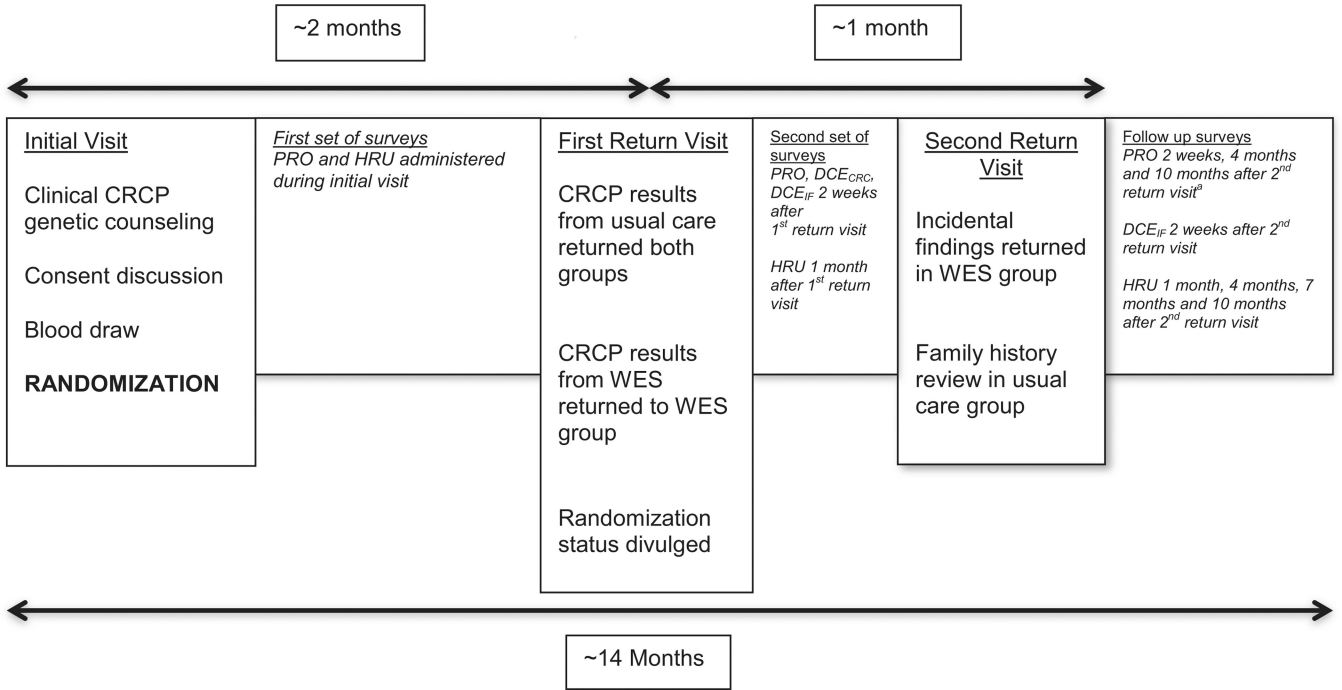 ~2 months
~1 month
Initial Visit
Clinical CRCP
genetic counseling
Consent discussion
Blood draw
RANDOMIZATION
First set of surveys
PRO and HRU administered
during initial visit
First Return Visit
CRCP results
from usual care
returned both
groups
CRCP results
from WES
returned to WES
group
Randomization
status divulged
Second set of
surveys
PRO, DCECRC,
DCEIF 2 weeks
after
1st return visit
HRU 1 month
after 1st return
visit
Second Return
Visit
Incidental
findings returned
in WES group
Family history
review in usual
care group
Follow up surveys
PRO 2 weeks, 4 months
and 10 months after 2nd
return visita
DCEIF 2 weeks after 2nd
return visit
HRU 1 month, 4 months, 7
months and 10 months
after 2nd return visit
~14 Months